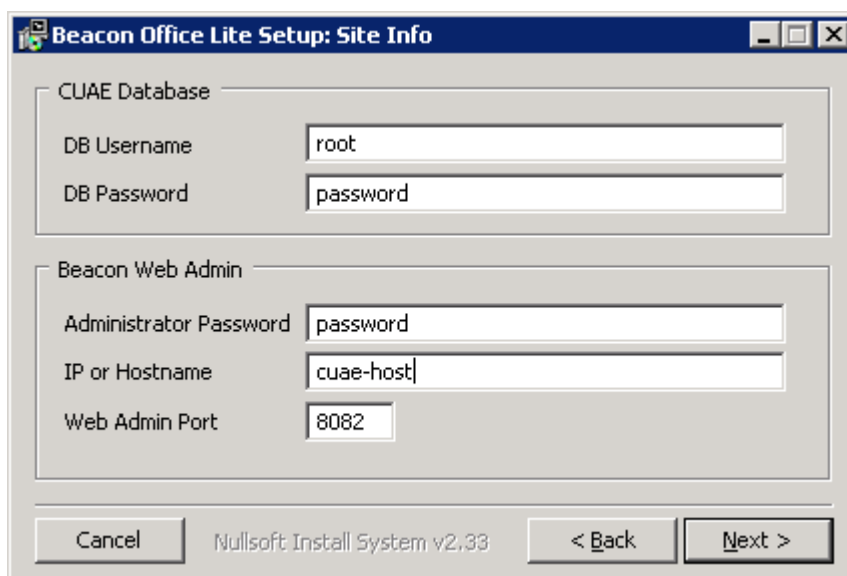 Beacon Office Lite Setup: Site Info
CUAE Database
DB Username root
DB Password password
Beacon Web Admin
Administrator Password password
IP or Hostname cuae-host
Web Admin Port 8082
Cancel Nullsoft Install System v2.33 < Back Next >